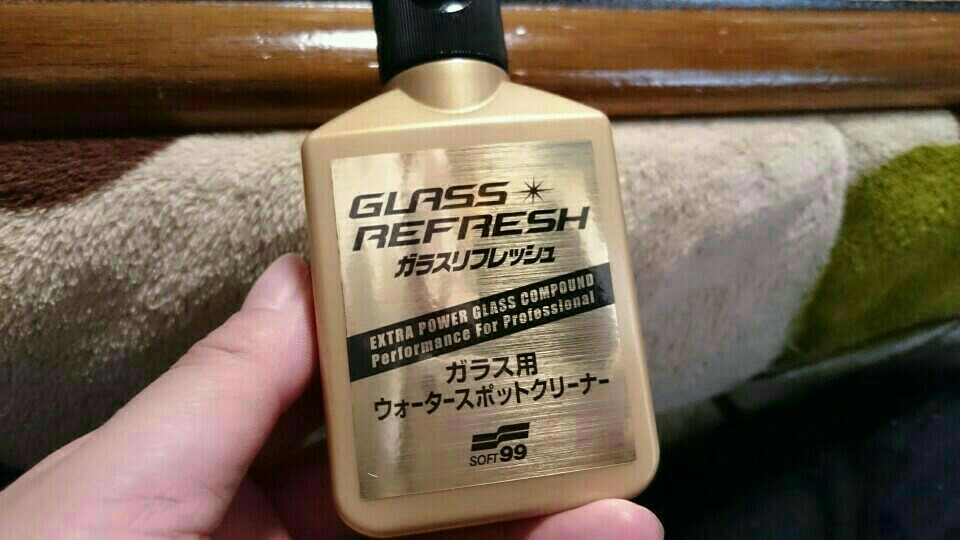 GLASS
REFRESH
ガラスリフレッシュ
EXTRA POWER GLASS COMPOUND
Performance For Professional
ガラス用
ウォータースポットクリーナー
SOFT99